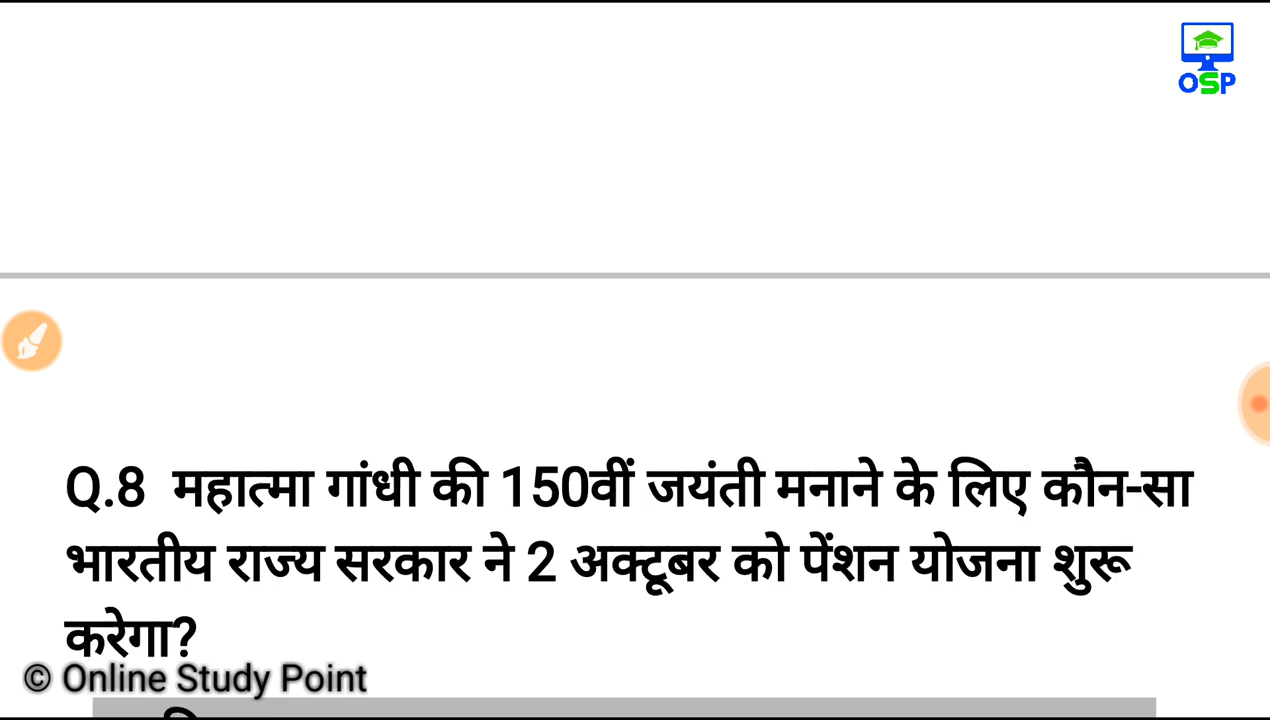 OSP
Q.8 महात्मा गांधी की 150वीं जयंती मनाने के लिए कौन-सा
भारतीय राज्य सरकार ने 2 अक्टूबर को पेंशन योजना शुरू
करेगा?
© Online Study Point